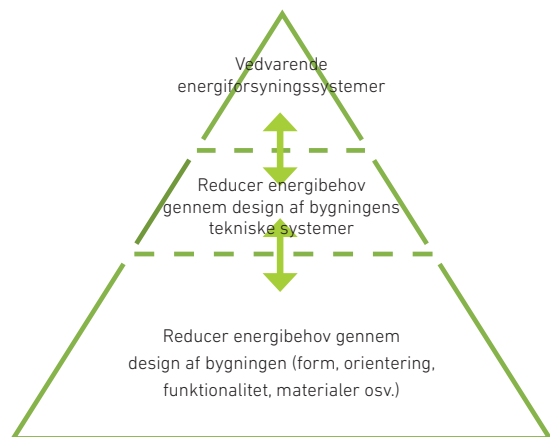 Vedvarende
energiforsyningssystemer
Reducer energibehov
gennem design af bygningens
tekniske systemer
Reducer energibehov gennem
design af bygningen (form, orientering,
funktionalitet, materialer osv.)